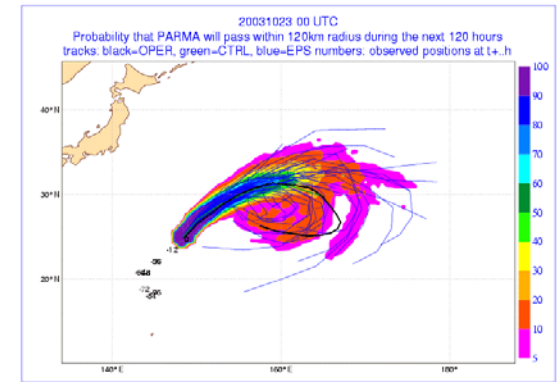 20031023 00 UTC
Probability that PARMA will pass within 120km radius during the next 120 hours
tracks: black=OPER, green=CTRL, blue=EPS numbers: observed positions at t+..h
100
90
80
70
60
50
40
30
20
10
5
40°N
30°N
20°N
-12
-36
-72
140°E
160°E
180°